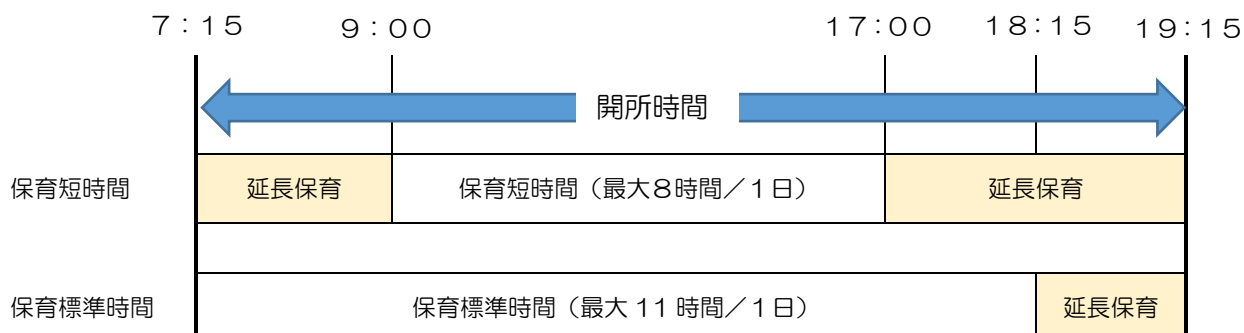 7：15 9：00 17：00 18：15 19：15
開所時間
保育短時間 延長保育 保育短時間（最大８時間／１日） 延長保育
保育標準時間 保育標準時間（最大 11 時間／１日） 延長保育